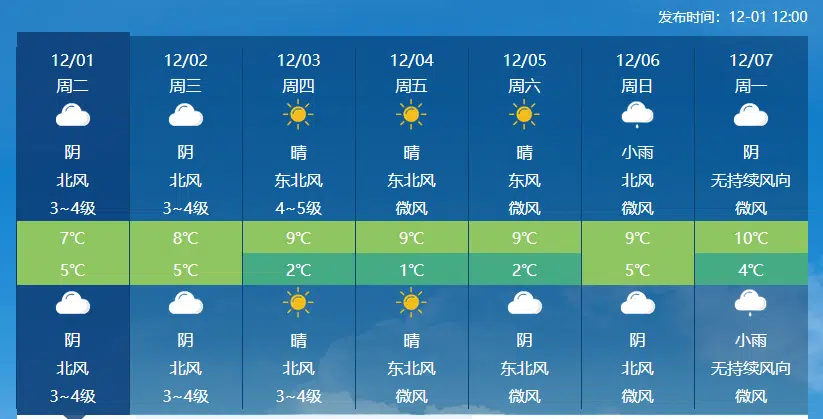 发布时间：12-01 12:00
12/01 12/02 12/03 12/04 12/05 12/06 12/07
周二 周三 周四 周五 周六 周日 周一
阴 阴 晴 晴 晴 小雨 阴
北风 北风 东北风 东北风 东风 北风 无持续风向
3~4级 3~4级 4~5级 微风 微风 微风 微风
7℃ 8℃ 9℃ 9℃ 9℃ 9℃ 10℃
5℃ 5℃ 2℃ 1℃ 2℃ 5℃ 4℃
阴 阴 晴 晴 阴 阴 小雨
北风 北风 北风 东北风 东北风 北风 无持续风向
3~4级 3~4级 3~4级 微风 微风 微风 微风